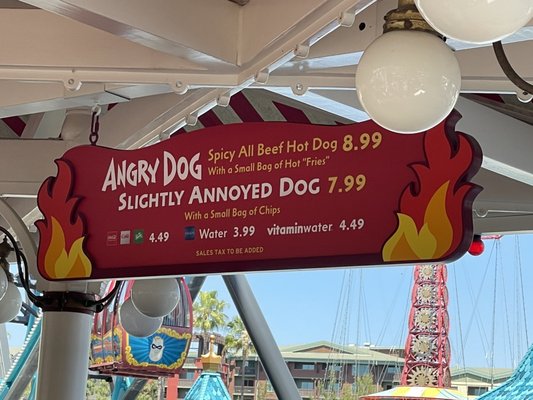 ANGRY DOG Spicy All Beef Hot Dog 8.99
With a Small Bag of Hot "Fries"
SLIGHTLY ANNOYED DOG 7.99
With a Small Bag of Chips
4.49 Water 3.99 vitaminwater 4.49
SALES TAX TO BE ADDED